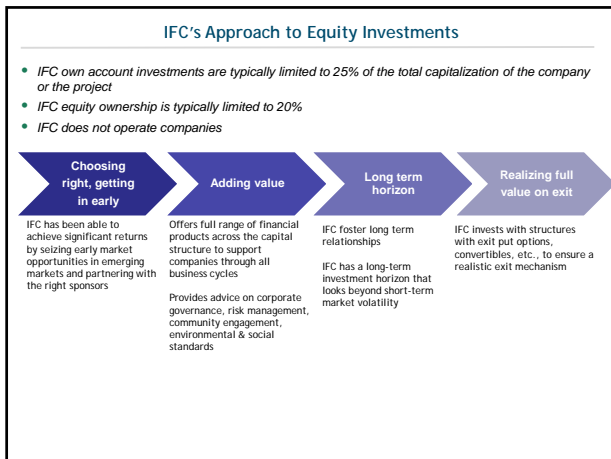 IFC's Approach to Equity Investments
• IFC own account investments are typically limited to 25% of the total capitalization of the company
or the project
• IFC equity ownership is typically limited to 20%
• IFC does not operate companies
Choosing
right, getting
in early
Adding value
Long term
horizon
Realizing full
value on exit
IFC has been able to
achieve significant returns
by seizing early market
opportunities in emerging
markets and partnering with
the right sponsors
Offers full range of financial
products across the capital
structure to support
companies through all
business cycles
Provides advice on corporate
governance, risk management,
community engagement,
environmental & social
standards
IFC foster long term
relationships
IFC has a long-term
investment horizon that
looks beyond short-term
market volatility
IFC invests with structures
with exit put options,
convertibles, etc., to ensure a
realistic exit mechanism